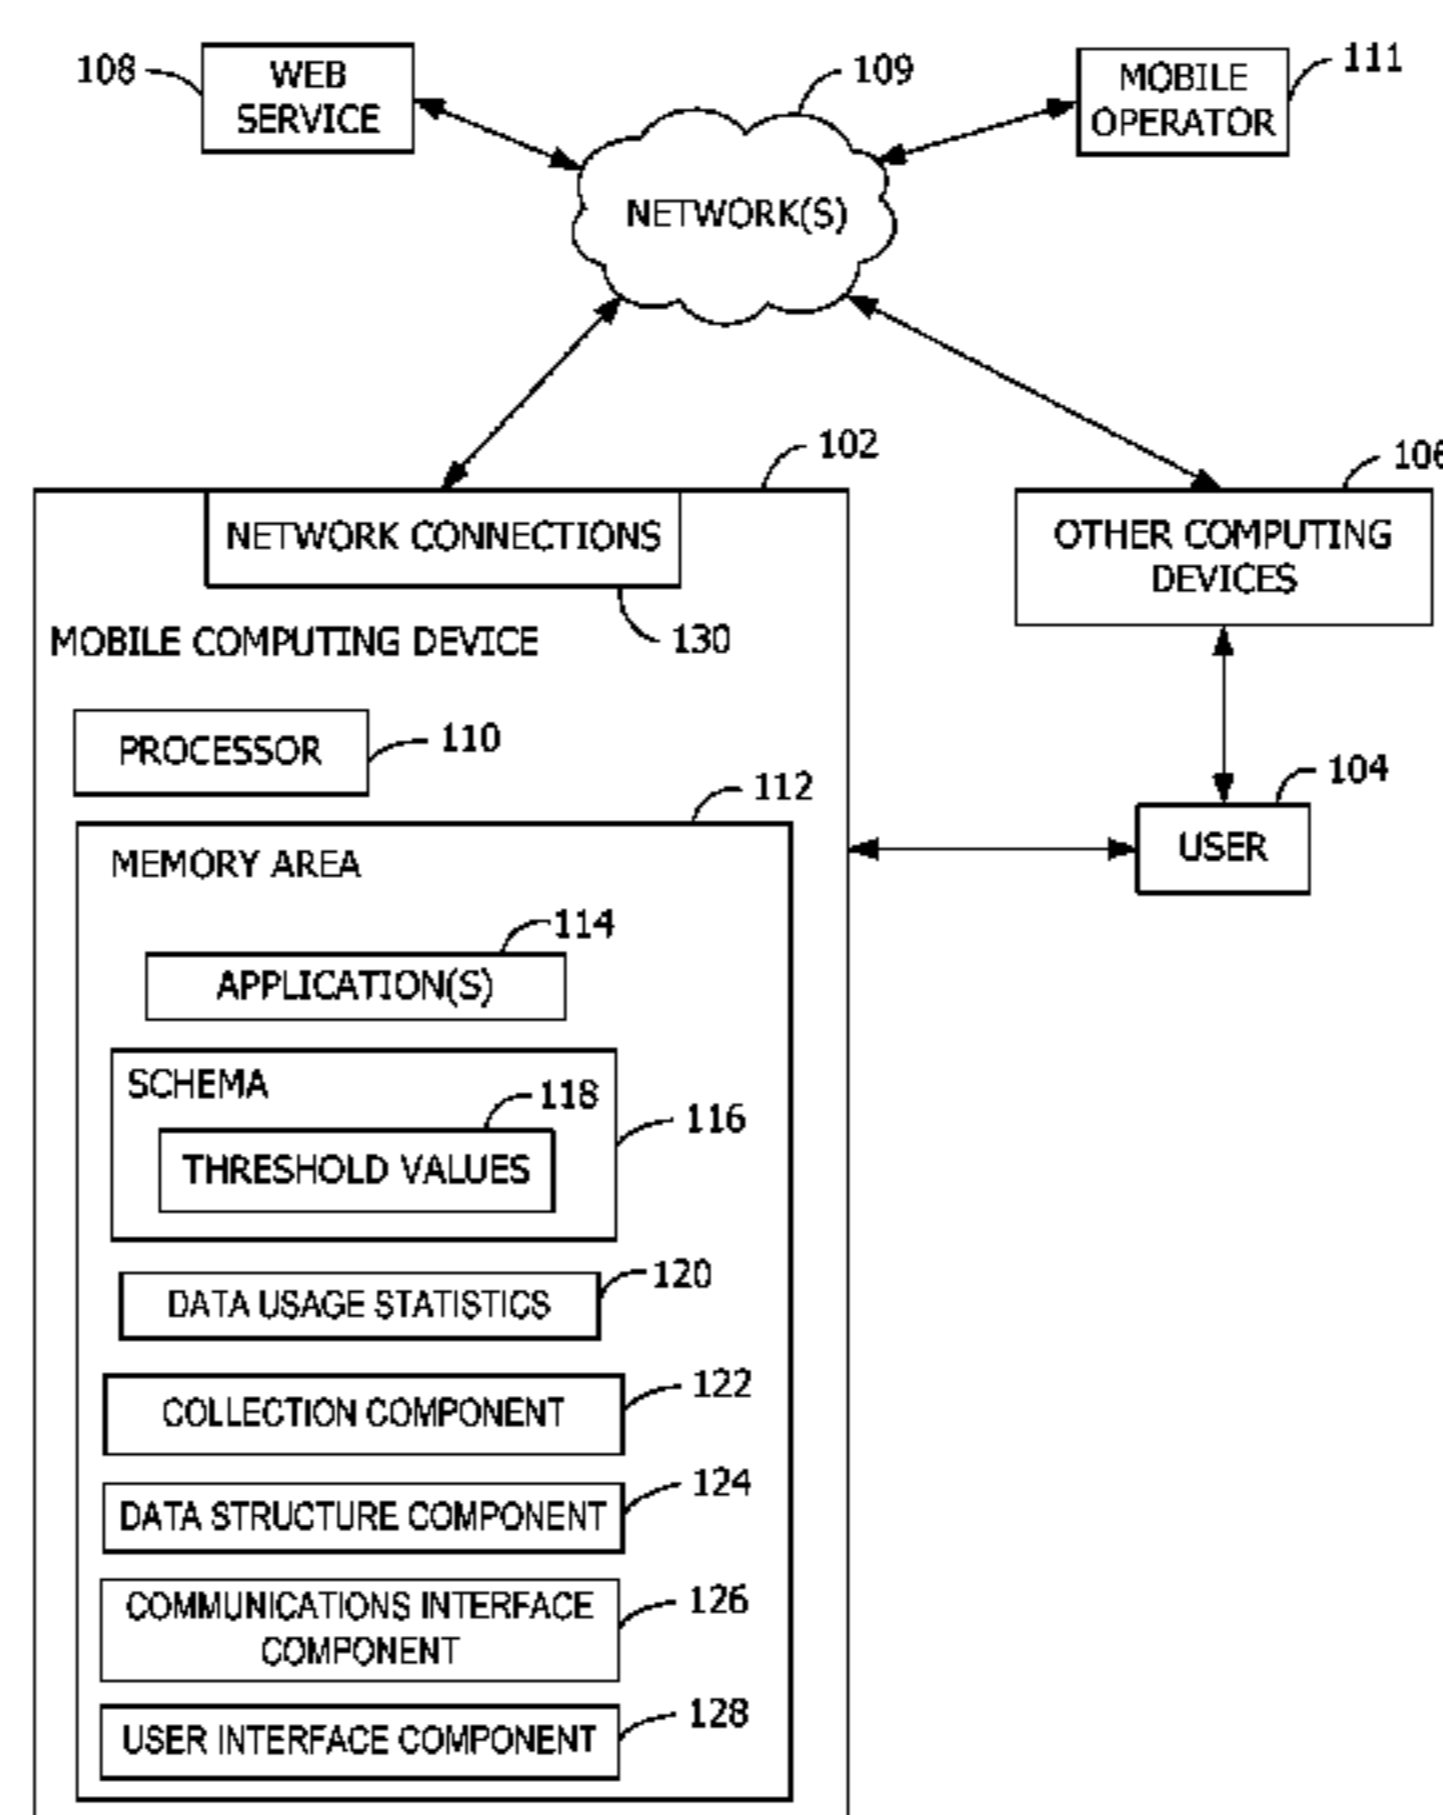 108
WEB
SERVICE
109
MOBILE
OPERATOR
111
NETWORK(S)
102
106
NETWORK CONNECTIONS
130
MOBILE COMPUTING DEVICE
OTHER COMPUTING
DEVICES
PROCESSOR
110
104
USER
112
MEMORY AREA
114
APPLICATION(S)
SCHEMA
118
116
THRESHOLD VALUES
120
DATA USAGE STATISTICS
122
COLLECTION COMPONENT
124
DATA STRUCTURE COMPONENT
126
COMMUNICATIONS INTERFACE
COMPONENT
128
USER INTERFACE COMPONENT